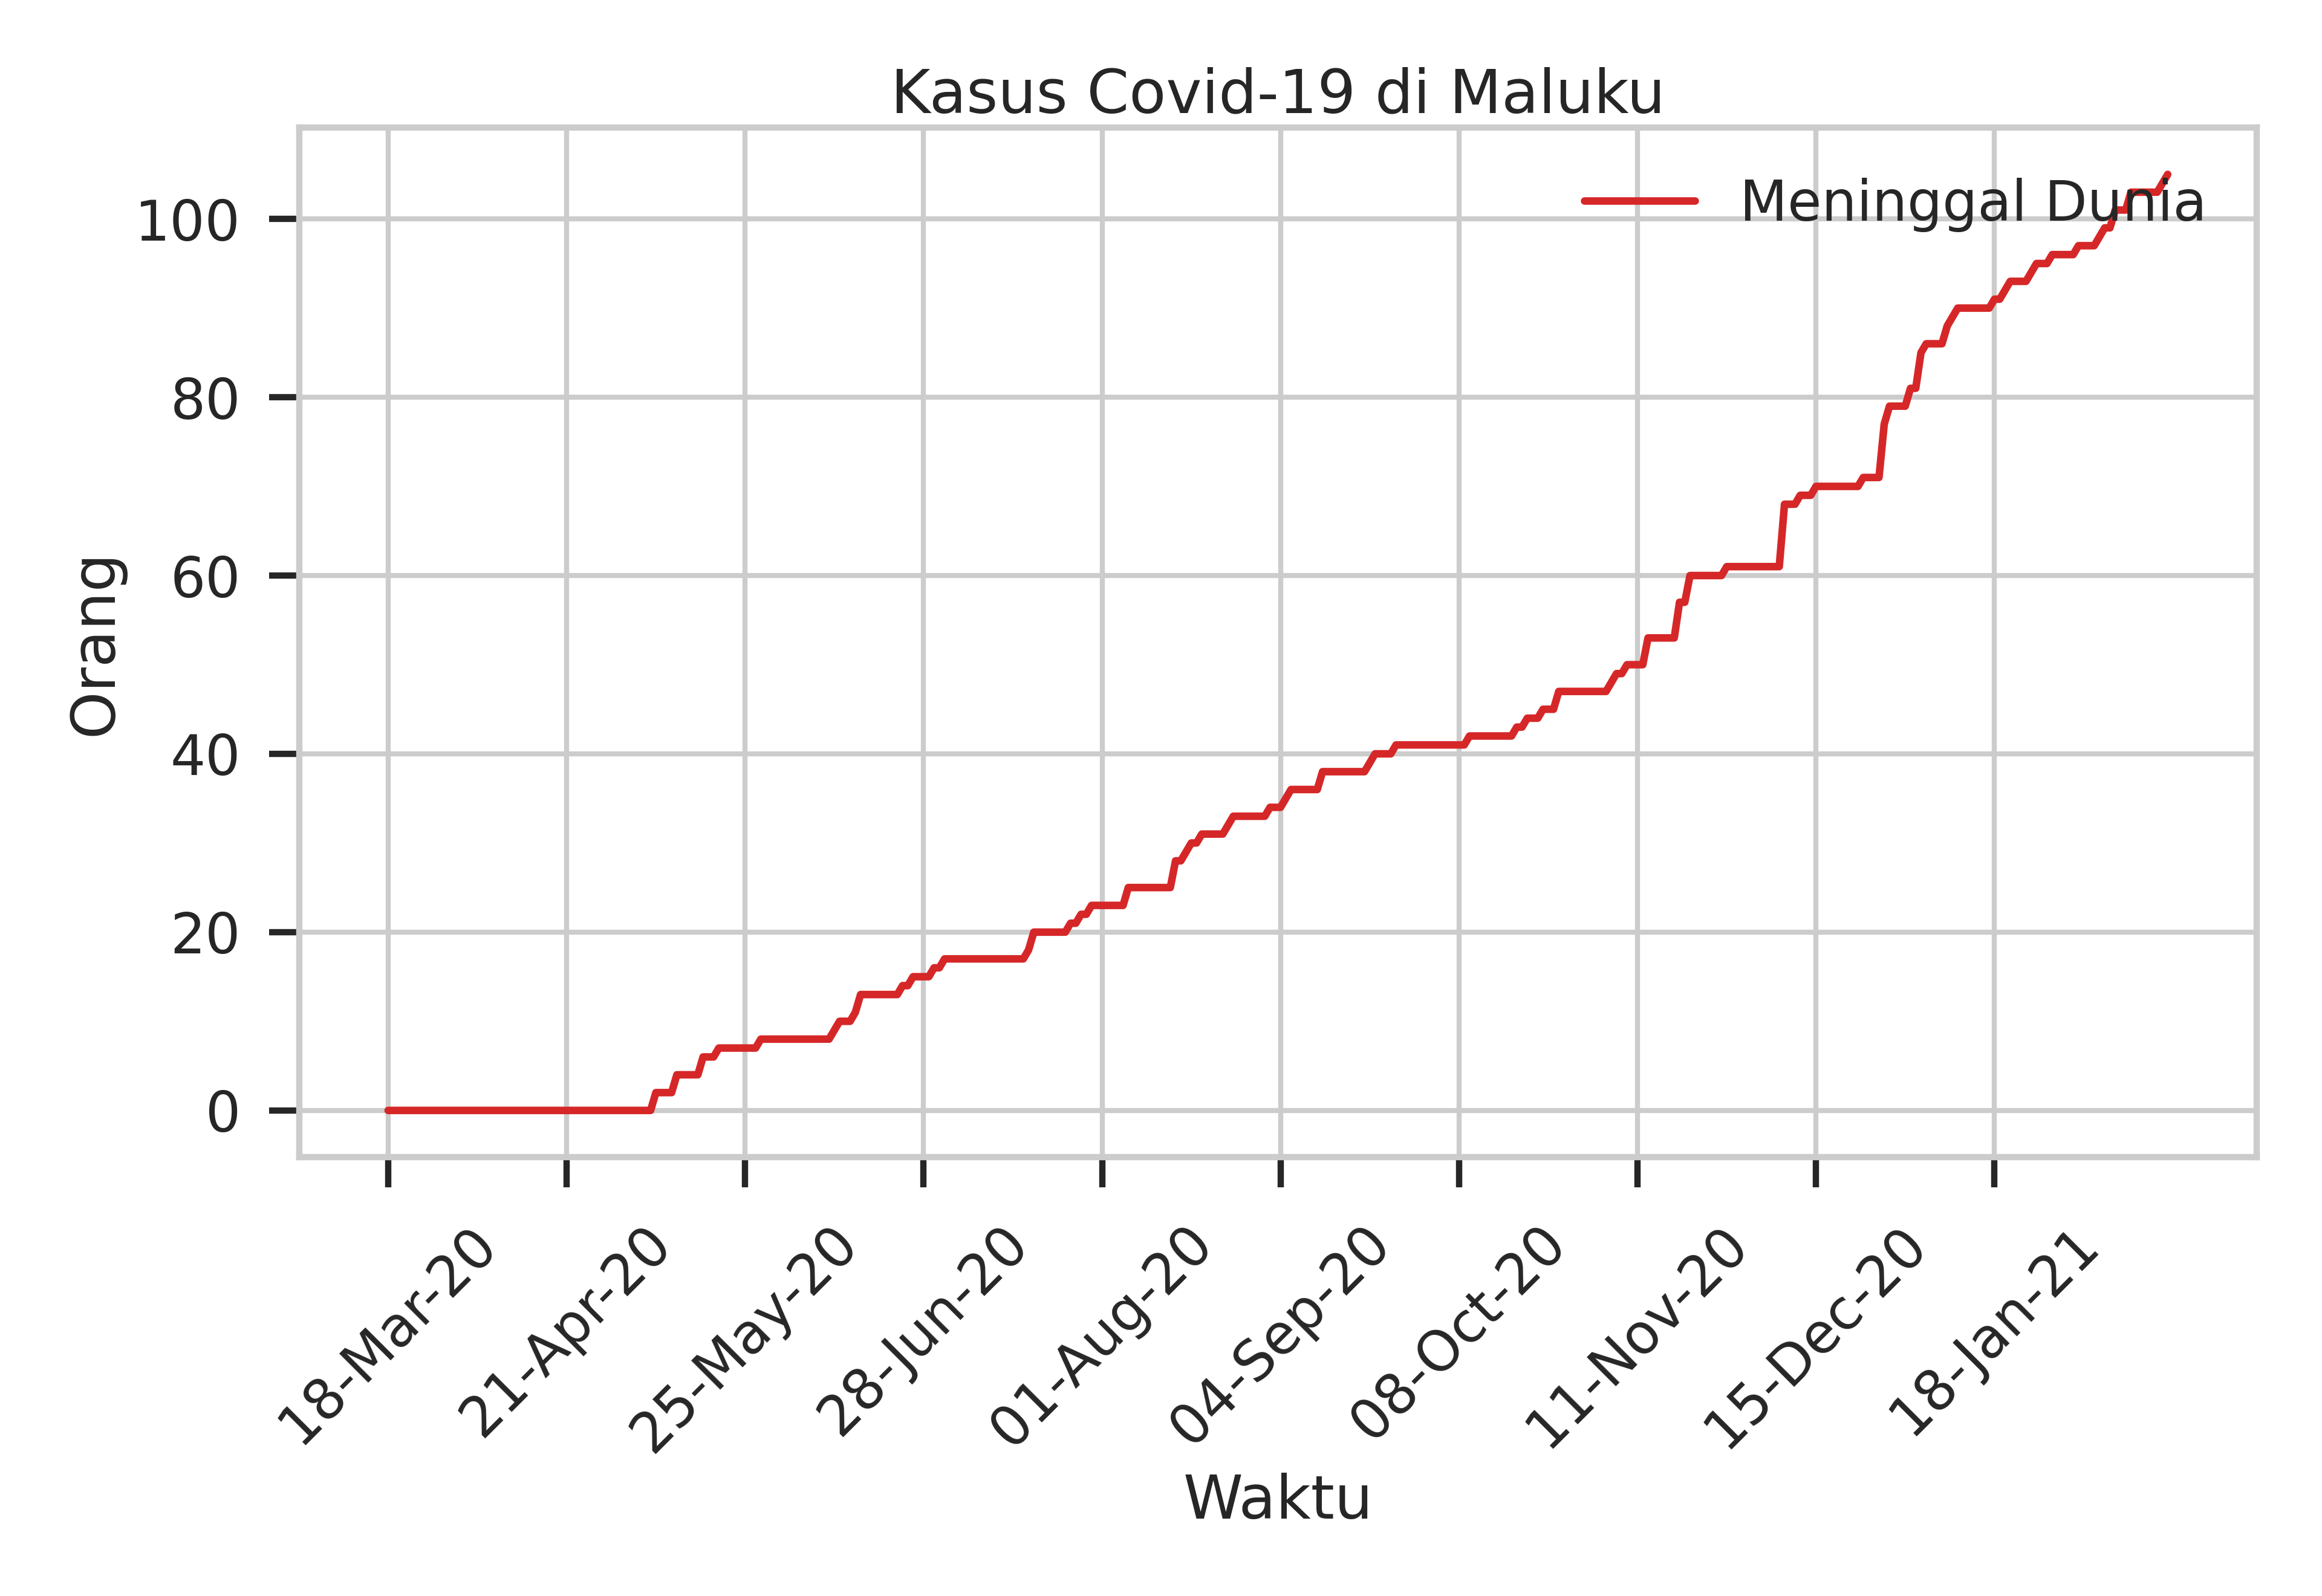 Kasus Covid-19 di Maluku
Meninggal Dunia
100
80
60
40
20
0
Orang
18-Mar-20
21-Apr-20
25-May-20
28-Jun-20
01-Aug-20
04-Sep-20
08-Oct-20
11-Nov-20
15-Dec-20
18-Jan-21
Waktu